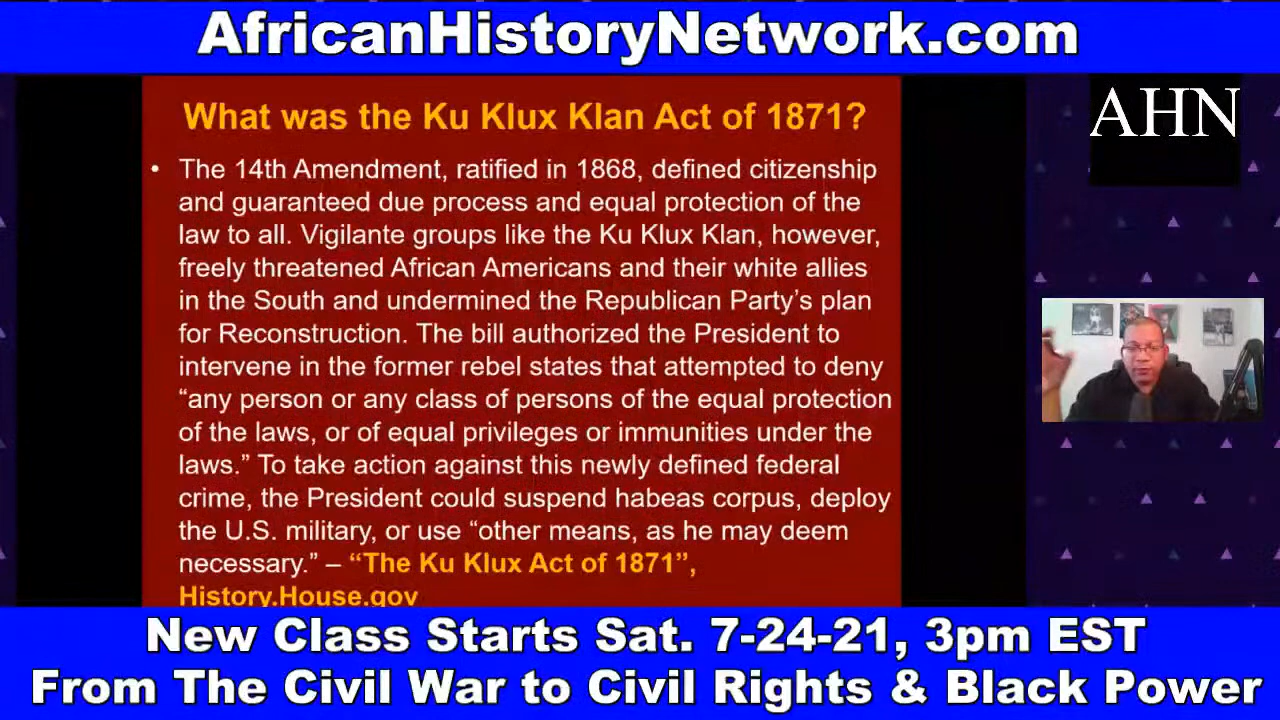 AfricanHistoryNetwork.com
AHN
What was the Ku Klux Klan Act of 1871?
• The 14th Amendment, ratified in 1868, defined citizenship
and guaranteed due process and equal protection of the
law to all. Vigilante groups like the Ku Klux Klan, however,
freely threatened African Americans and their white allies
in the South and undermined the Republican Party’s plan
for Reconstruction. The bill authorized the President to
intervene in the former rebel states that attempted to deny
“any person or any class of persons of the equal protection
of the laws, or of equal privileges or immunities under the
laws.” To take action against this newly defined federal
crime, the President could suspend habeas corpus, deploy
the U.S. military, or use “other means, as he may deem
necessary.” – “The Ku Klux Act of 1871”,
History.House.gov
New Class Starts Sat. 7-24-21, 3pm EST
From The Civil War to Civil Rights & Black Power